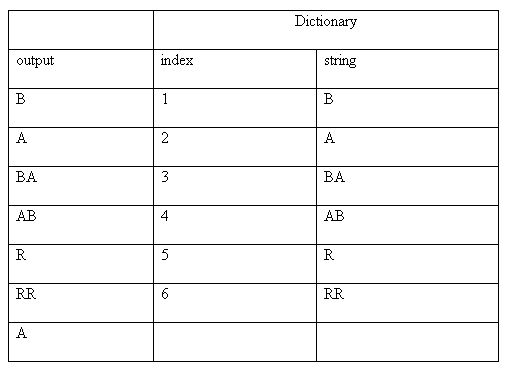 Dictionary
output index string
B 1 B
A 2 A
BA 3 BA
AB 4 AB
R 5 R
RR 6 RR
A